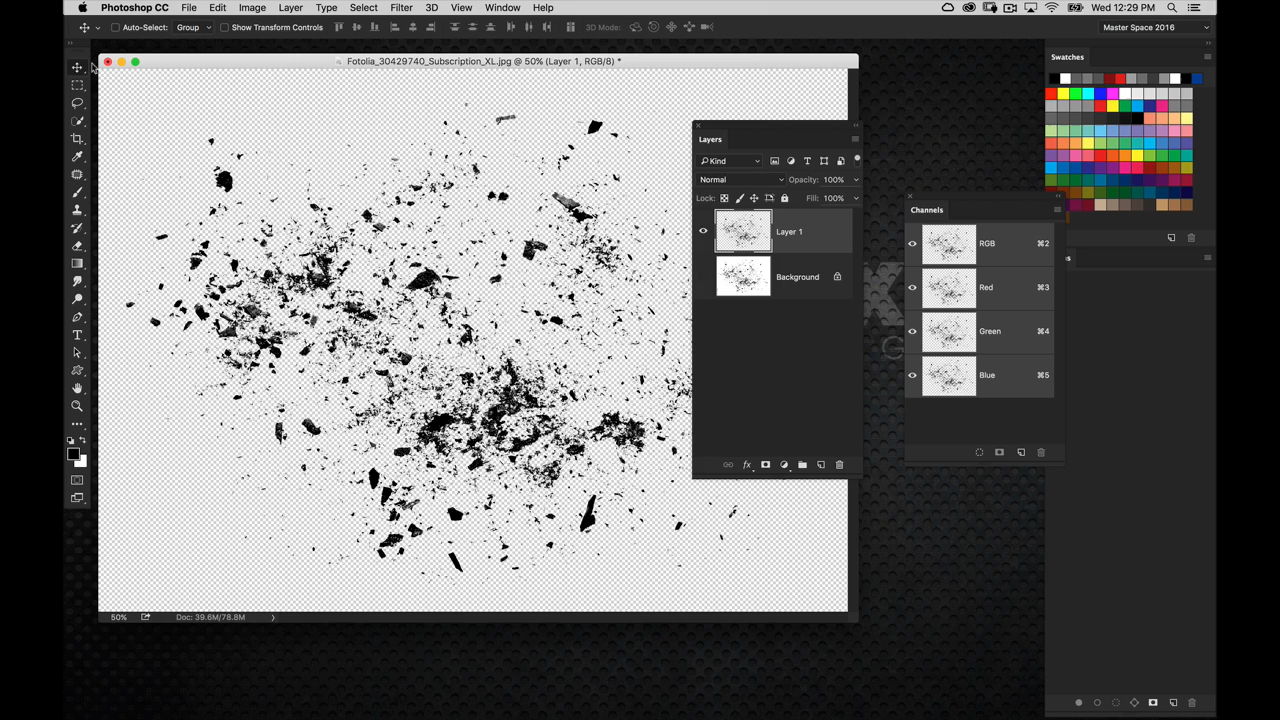 Photoshop CC File Edit Image Layer Type Select Filter 3D View Window Help Wed 12:29 PM
Auto-Select: Group Show Transform Controls 3D Mode: Master Space 2016
Fotolia_30429740_Subscription_XL.jpg @ 50% (Layer 1, RGB/8) *
Swatches
Layers
Kind
Normal Opacity: 100%
Lock: Fill: 100%
Layer 1
Background
Channels
RGB ⌘2
Red ⌘3
Green ⌘4
Blue ⌘5
50% Doc: 39.6M/78.8M